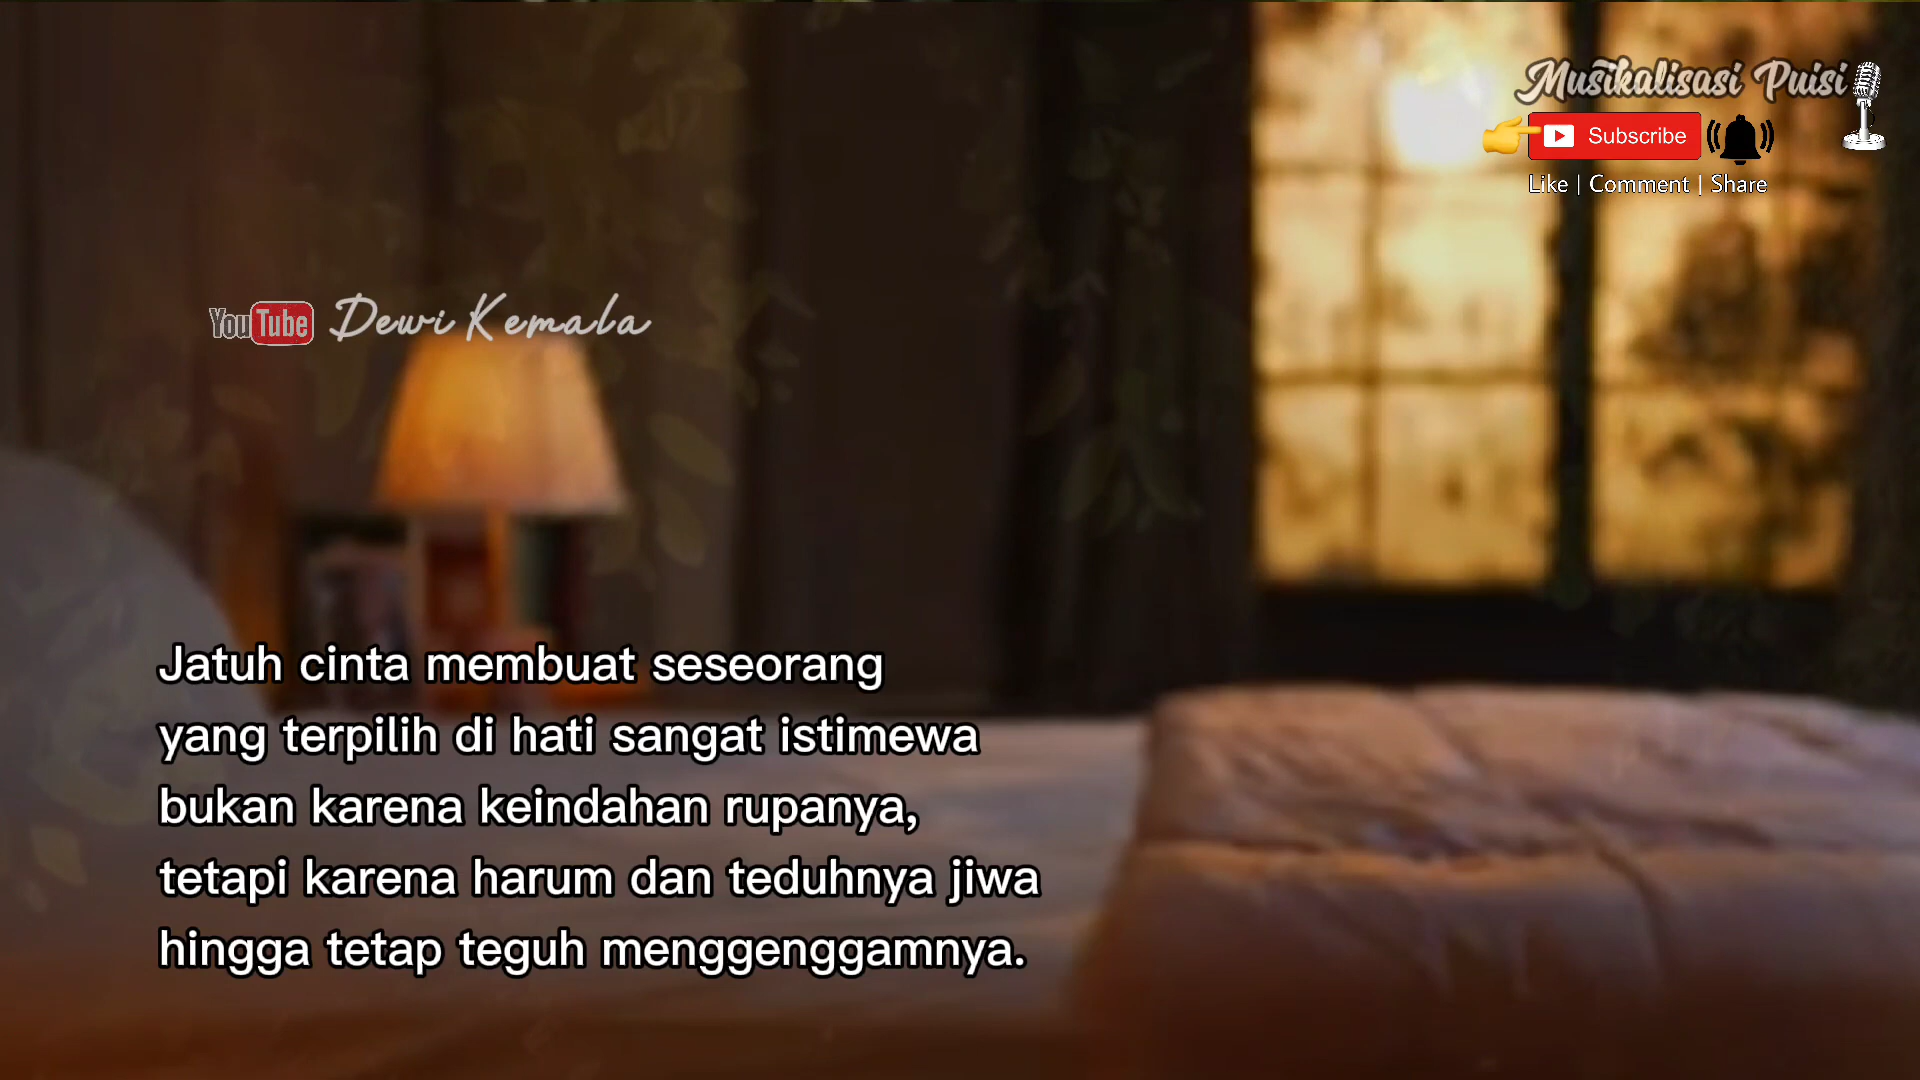 Musikalisasi Puisi
Subscribe
Like | Comment | Share
YouTube Dewi Kemala
Jatuh cinta membuat seseorang
yang terpilih di hati sangat istimewa
bukan karena keindahan rupanya,
tetapi karena harum dan teduhnya jiwa
hingga tetap teguh menggenggamnya.